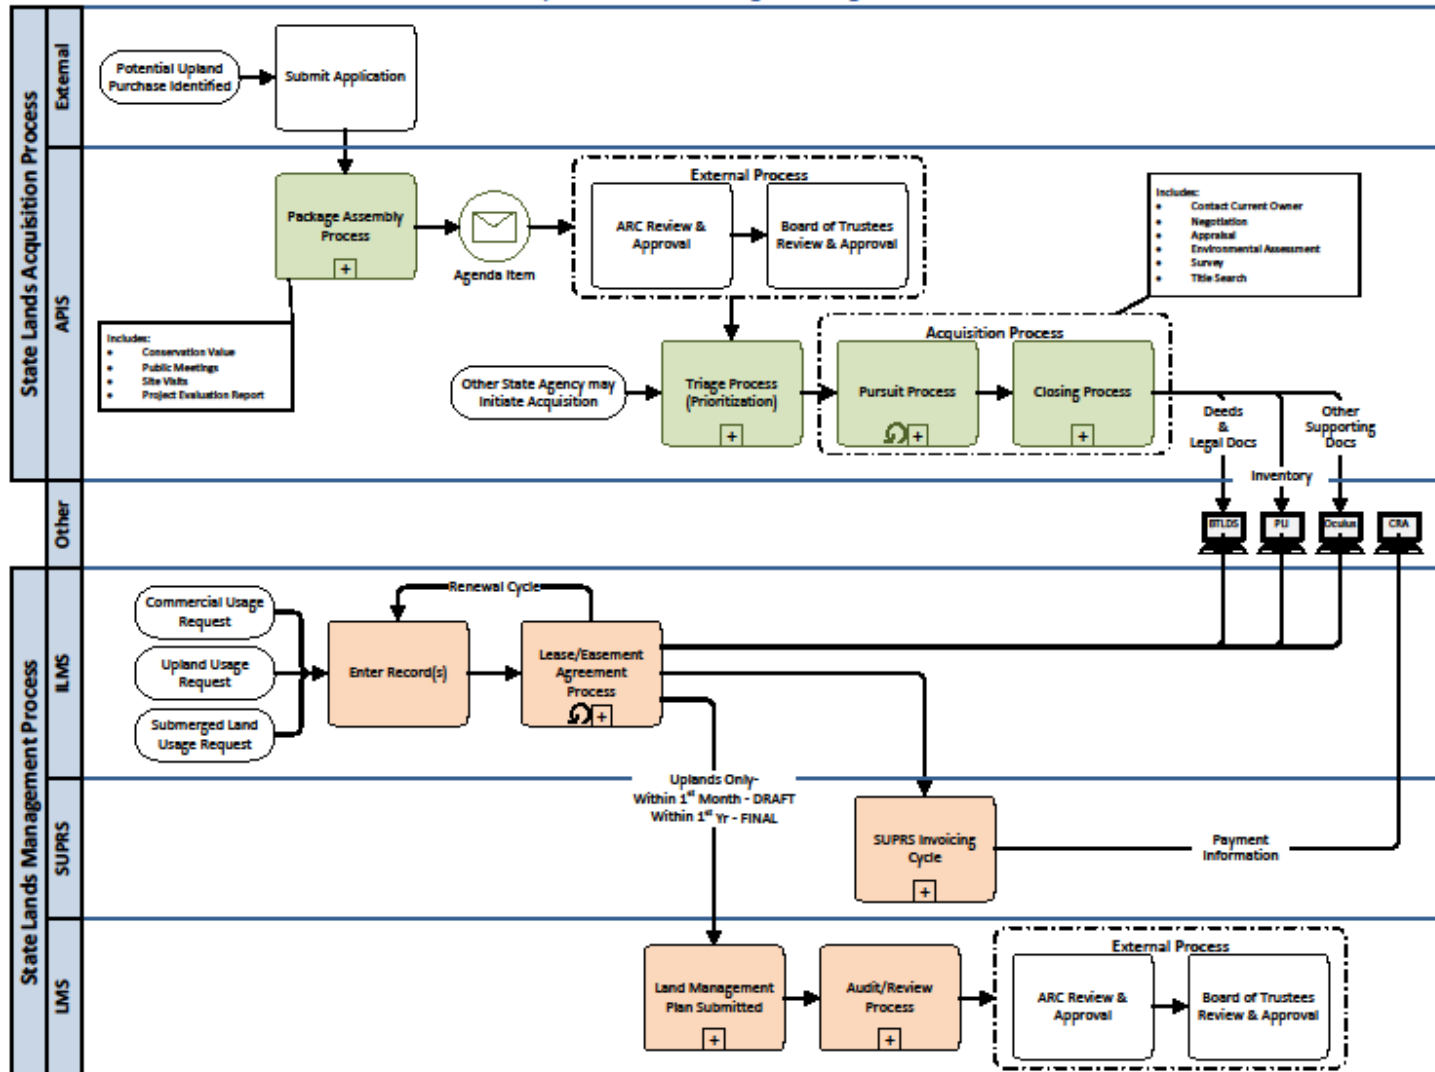 State Lands Acquisition Process
External
Potential Upland
Purchase Identified
Submit Application
APIS
Package Assembly
Process
+
Agenda Item
External Process
ARC Review &
Approval
Board of Trustees
Review & Approval
Includes:
• Contact Current Owner
• Negotiation
• Appraisal
• Environmental Assessment
• Survey
• Title Search
Includes:
• Conservation Value
• Public Meetings
• Site Visits
• Project Evaluation Report
Other State Agency may
Initiate Acquisition
Triage Process
(Prioritization)
+
Acquisition Process
Pursuit Process
+
Closing Process
+
Deeds
&
Legal Docs
Other
Supporting
Docs
Inventory
Other
BTLDS
PLI
Oculus
CRA
State Lands Management Process
ILMS
Commercial Usage
Request
Upland Usage
Request
Submerged Land
Usage Request
Renewal Cycle
Enter Record(s)
Lease/Easement
Agreement
Process
+
Uplands Only-
Within 1st Month - DRAFT
Within 1st Yr - FINAL
SUPRS
SUPRS Invoicing
Cycle
+
Payment
Information
LMS
Land Management
Plan Submitted
+
Audit/Review
Process
+
External Process
ARC Review &
Approval
Board of Trustees
Review & Approval